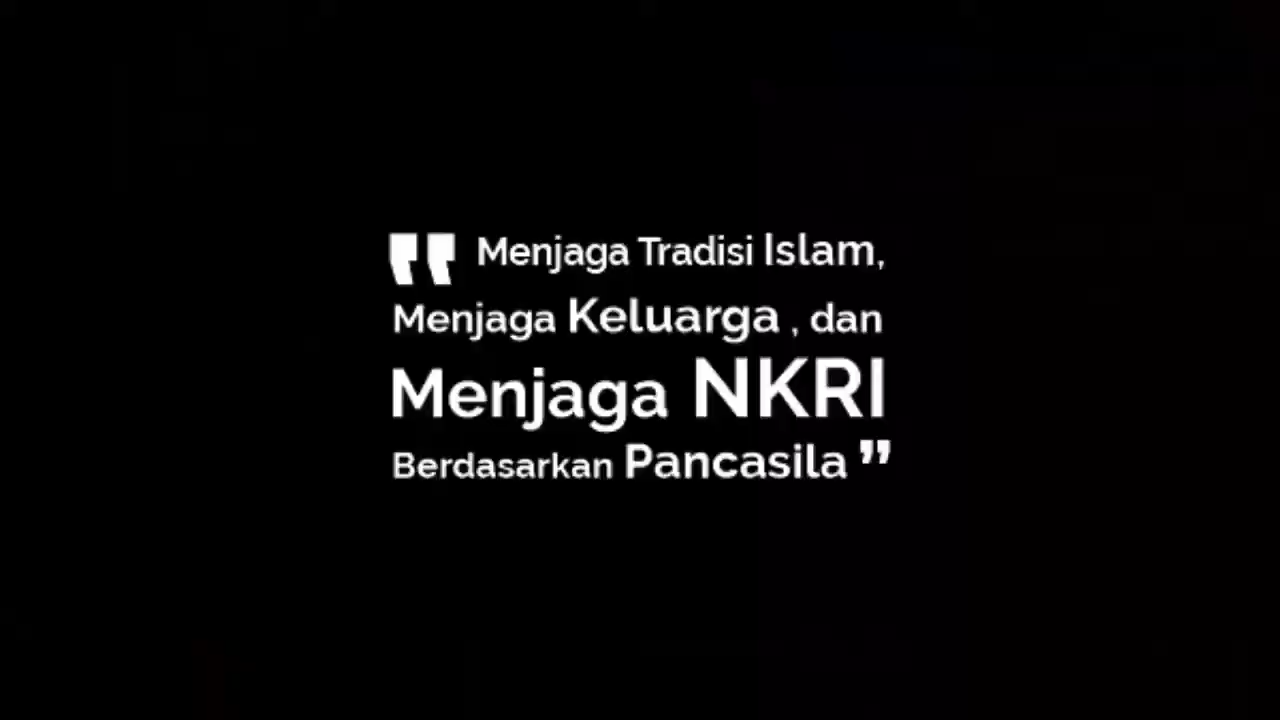 " Menjaga Tradisi Islam,
Menjaga Keluarga , dan
Menjaga NKRI
Berdasarkan Pancasila ”